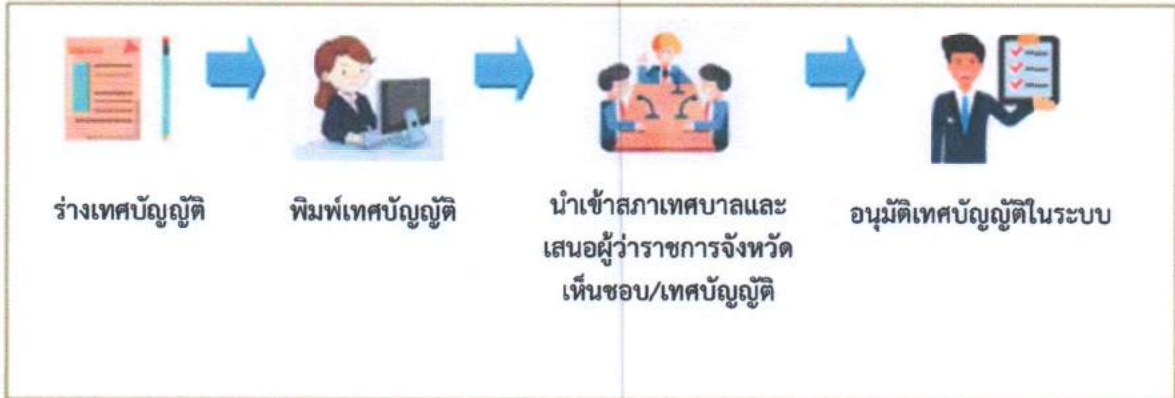 ร่างเทศบัญญัติ
พิมพ์เทศบัญญัติ
นำเข้าสภาเทศบาลและ
เสนอผู้ว่าราชการจังหวัด
เห็นชอบ/เทศบัญญัติ
อนุมัติเทศบัญญัติในระบบ